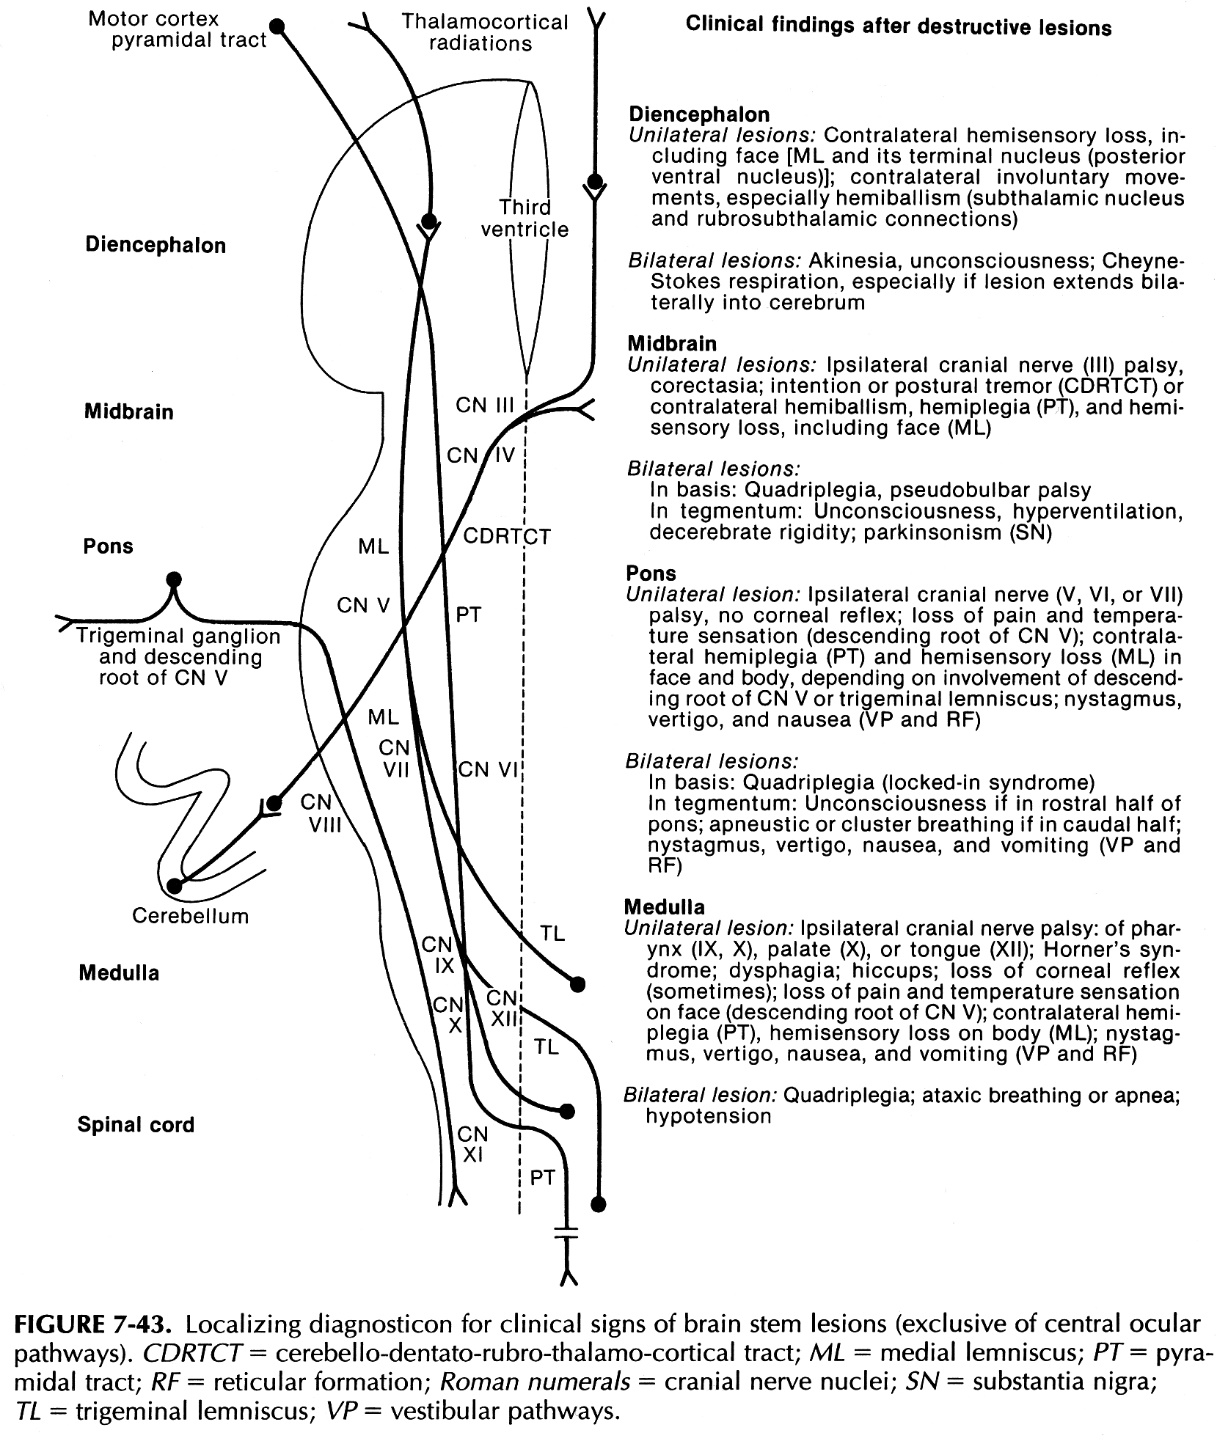 Motor cortex
pyramidal tract
Thalamocortical
radiations
Third
ventricle
Diencephalon
Midbrain
CN III
CN IV
Pons
ML
CDRTCT
CN V
PT
Trigeminal ganglion
and descending
root of CN V
ML
CN
VII
CN VI
CN
VIII
Cerebellum
TL
CN
IX
Medulla
CN
X
CN
XII
TL
Spinal cord
CN
XI
PT
Clinical findings after destructive lesions
Diencephalon
Unilateral lesions: Contralateral hemisensory loss, in-
cluding face [ML and its terminal nucleus (posterior
ventral nucleus)]; contralateral involuntary move-
ments, especially hemiballism (subthalamic nucleus
and rubrosubthalamic connections)
Bilateral lesions: Akinesia, unconsciousness; Cheyne-
Stokes respiration, especially if lesion extends bila-
terally into cerebrum
Midbrain
Unilateral lesions: Ipsilateral cranial nerve (III) palsy,
corectasia; intention or postural tremor (CDRTCT) or
contralateral hemiballism, hemiplegia (PT), and hemi-
sensory loss, including face (ML)
Bilateral lesions:
In basis: Quadriplegia, pseudobulbar palsy
In tegmentum: Unconsciousness, hyperventilation,
decerebrate rigidity; parkinsonism (SN)
Pons
Unilateral lesion: Ipsilateral cranial nerve (V, VI, or VII)
palsy, no corneal reflex; loss of pain and tempera-
ture sensation (descending root of CN V); contrala-
teral hemiplegia (PT) and hemisensory loss (ML) in
face and body, depending on involvement of descend-
ing root of CN V or trigeminal lemniscus; nystagmus,
vertigo, and nausea (VP and RF)
Bilateral lesions:
In basis: Quadriplegia (locked-in syndrome)
In tegmentum: Unconsciousness if in rostral half of
pons; apneustic or cluster breathing if in caudal half;
nystagmus, vertigo, nausea, and vomiting (VP and
RF)
Medulla
Unilateral lesion: Ipsilateral cranial nerve palsy: of phar-
ynx (IX, X), palate (X), or tongue (XII); Horner's syn-
drome; dysphagia; hiccups; loss of corneal reflex
(sometimes); loss of pain and temperature sensation
on face (descending root of CN V); contralateral hemi-
plegia (PT), hemisensory loss on body (ML); nystag-
mus, vertigo, nausea, and vomiting (VP and RF)
Bilateral lesion: Quadriplegia; ataxic breathing or apnea;
hypotension
FIGURE 7-43. Localizing diagnosticon for clinical signs of brain stem lesions (exclusive of central ocular
pathways). CDRTCT = cerebello-dentato-rubro-thalamo-cortical tract; ML = medial lemniscus; PT = pyra-
midal tract; RF = reticular formation; Roman numerals = cranial nerve nuclei; SN = substantia nigra;
TL = trigeminal lemniscus; VP = vestibular pathways.